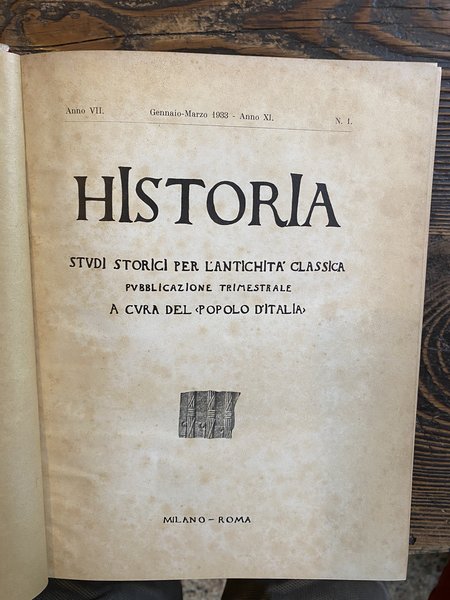 Anno VII. Gennaio-Marzo 1933 - Anno XI. N. 1.
HISTORIA
STVDI STORICI PER L'ANTICHITA' CLASSICA
PVBBLICAZIONE TRIMESTRALE
A CVRA DEL ‹POPOLO D'ITALIA›
MILANO – ROMA